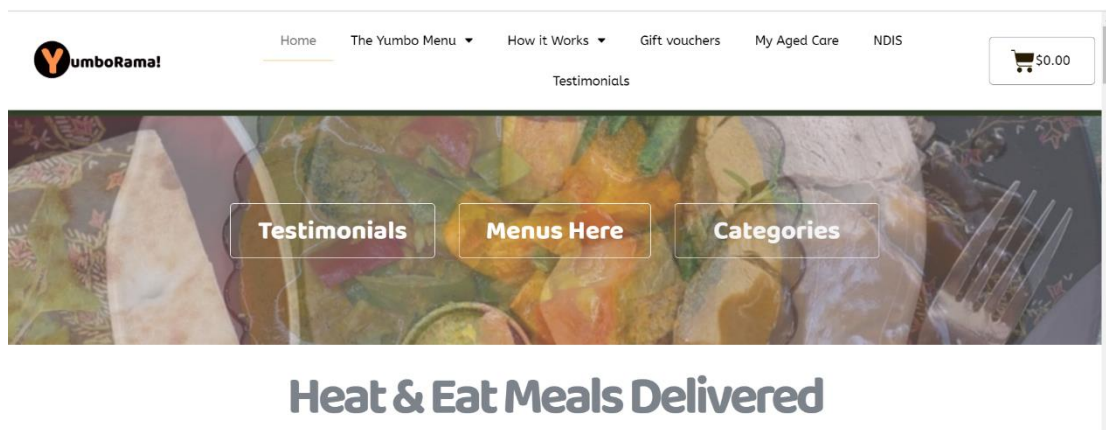 YumboRama!
Home The Yumbo Menu How it Works Gift vouchers My Aged Care NDIS
Testimonials
$0.00
Testimonials Menus Here Categories
Heat & Eat Meals Delivered